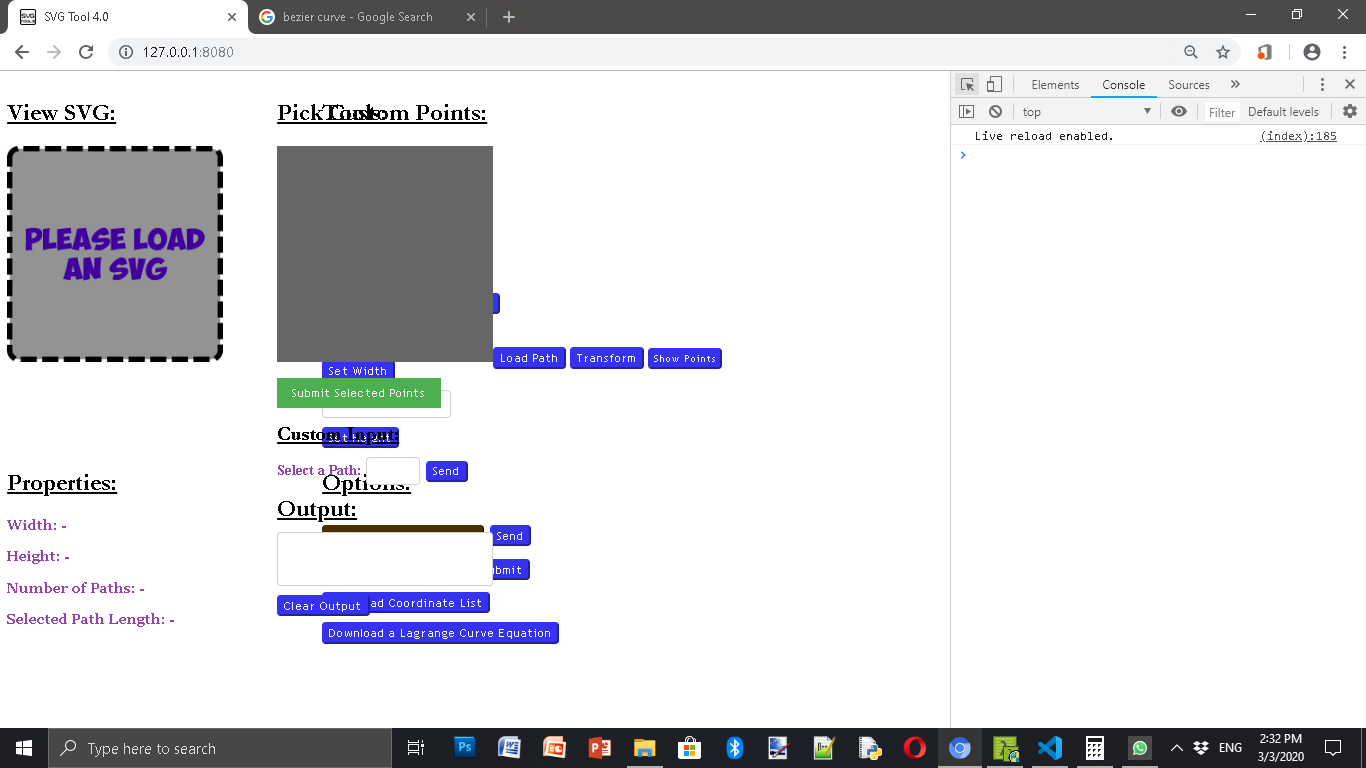 SVG Tool 4.0
bezier curve - Google Search
127.0.0.1:8080
Elements Console Sources
top Filter Default levels
Live reload enabled. (index):185
View SVG:
Pick Custom Points:
Tools:
PLEASE LOAD
AN SVG
Load Path Transform Show Points
Set Width
Submit Selected Points
Custom Input:
Select a Path: Send
Properties:
Options:
Output:
Width: -
Send
Height: -
bmit
Number of Paths: -
Clear Output
ad Coordinate List
Selected Path Length: -
Download a Lagrange Curve Equation
Type here to search
ENG
2:32 PM
3/3/2020